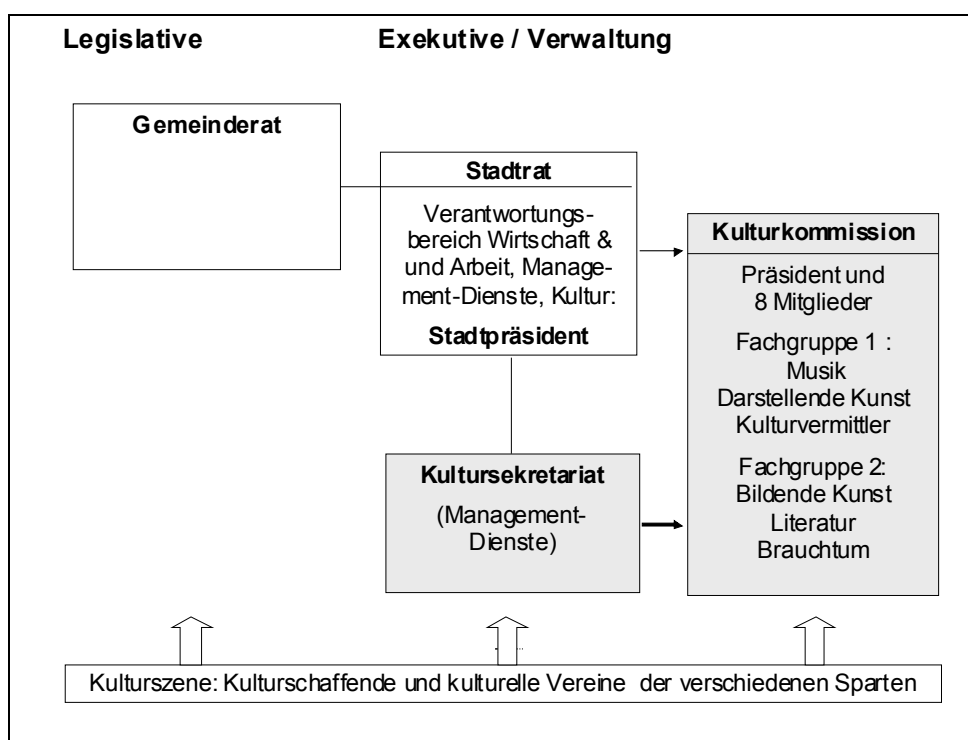 Legislative
Exekutive / Verwaltung
Gemeinderat
Stadtrat
Verantwortungs-
bereich Wirtschaft &
und Arbeit, Manage-
ment-Dienste, Kultur:
Stadtpräsident
Kulturkommission
Präsident und
8 Mitglieder
Fachgruppe 1 :
Musik
Darstellende Kunst
Kulturvermittler
Fachgruppe 2:
Bildende Kunst
Literatur
Brauchtum
Kultursekretariat
(Management-
Dienste)
Kulturszene: Kulturschaffende und kulturelle Vereine der verschiedenen Sparten